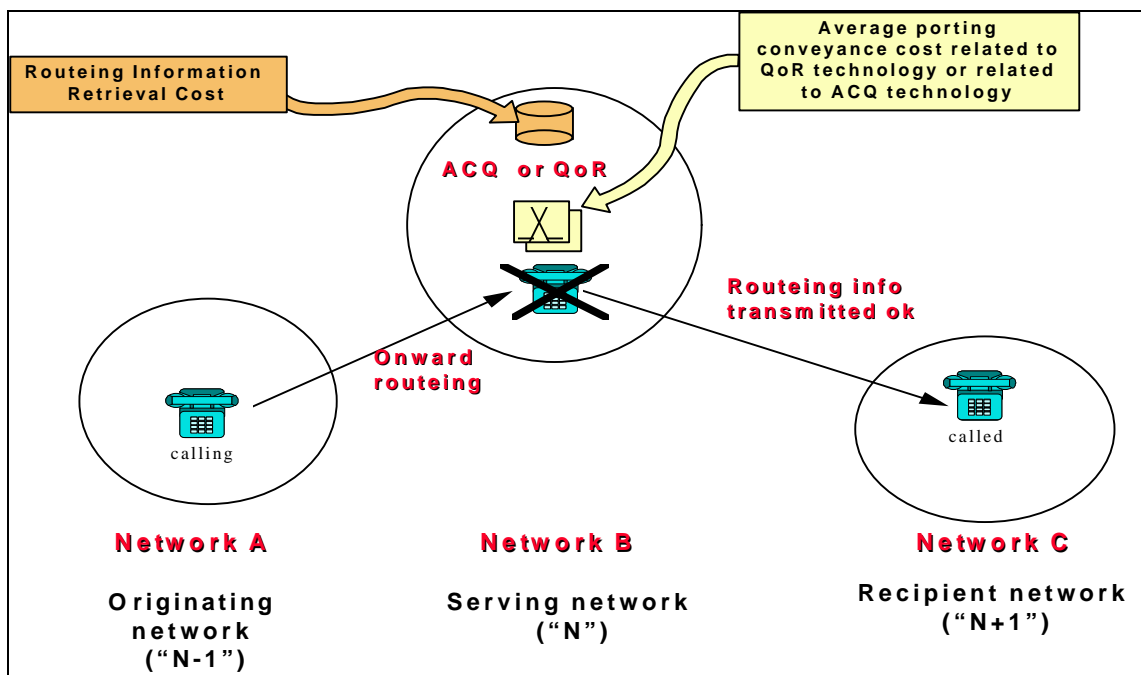 Average porting
conveyance cost related to
QoR technology or related
to ACQ technology
Routeing Information
Retrieval Cost
ACQ or QoR
Routeing info
transmitted ok
Onward
routeing
calling
called
Network A
Network B
Network C
Originating
network
("N-1")
Serving network
("N")
Recipient network
("N+1")